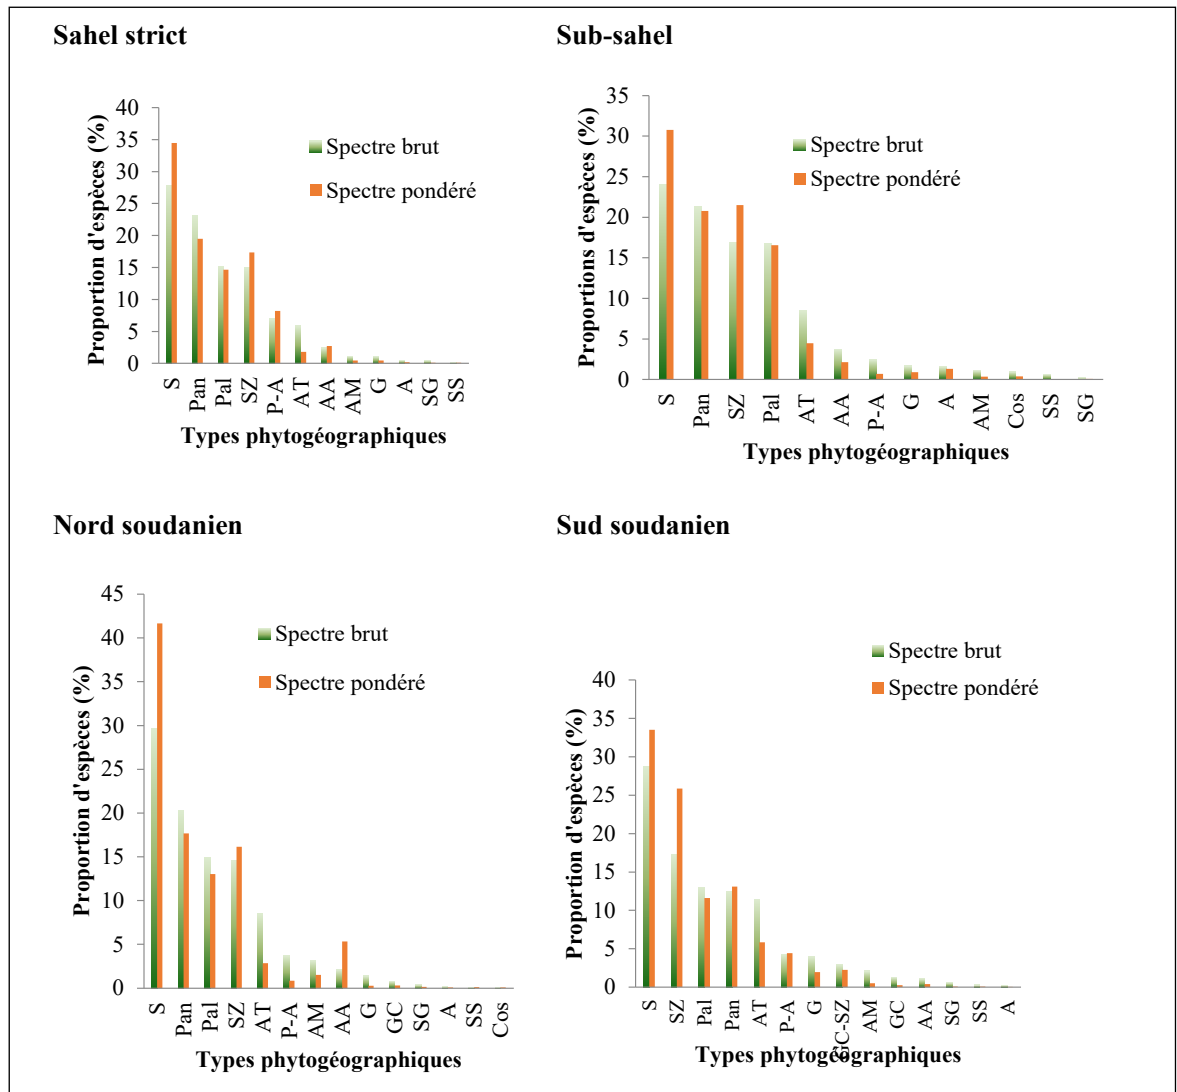 Sahel strict
Proportion d'espèces (%)
40
35
30
25
20
15
10
5
0
Spectre brut
Spectre pondéré
S
Pan
Pal
SZ
P-A
AT
AA
AM
G
A
SG
SS
Types phytogéographiques
Sub-sahel
Proportions d'espèces (%)
35
30
25
20
15
10
5
0
Spectre brut
Spectre pondéré
S
Pan
SZ
Pal
AT
AA
P-A
G
A
AM
Cos
SS
SG
Types phytogéographiques
Nord soudanien
Proportion d'espèces (%)
45
40
35
30
25
20
15
10
5
0
Spectre brut
Spectre pondéré
S
Pan
Pal
SZ
AT
P-A
AM
AA
G
GC
SG
A
SS
Cos
Types phytogéographiques
Sud soudanien
Proportion d'espèces (%)
40
35
30
25
20
15
10
5
0
Spectre brut
Spectre pondéré
S
SZ
Pal
Pan
AT
P-A
G
GC-SZ
AM
GC
AA
SG
SS
A
Types phytogéographiques